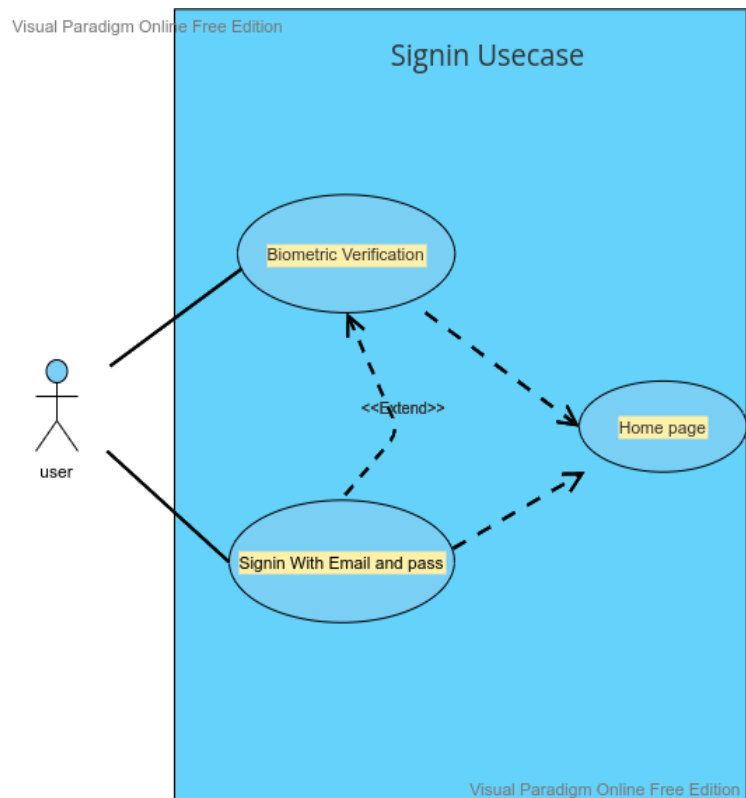 Visual Paradigm Online Free Edition
Signin Usecase
Biometric Verification
<<Extend>>
Home page
user
Signin With Email and pass
Visual Paradigm Online Free Edition